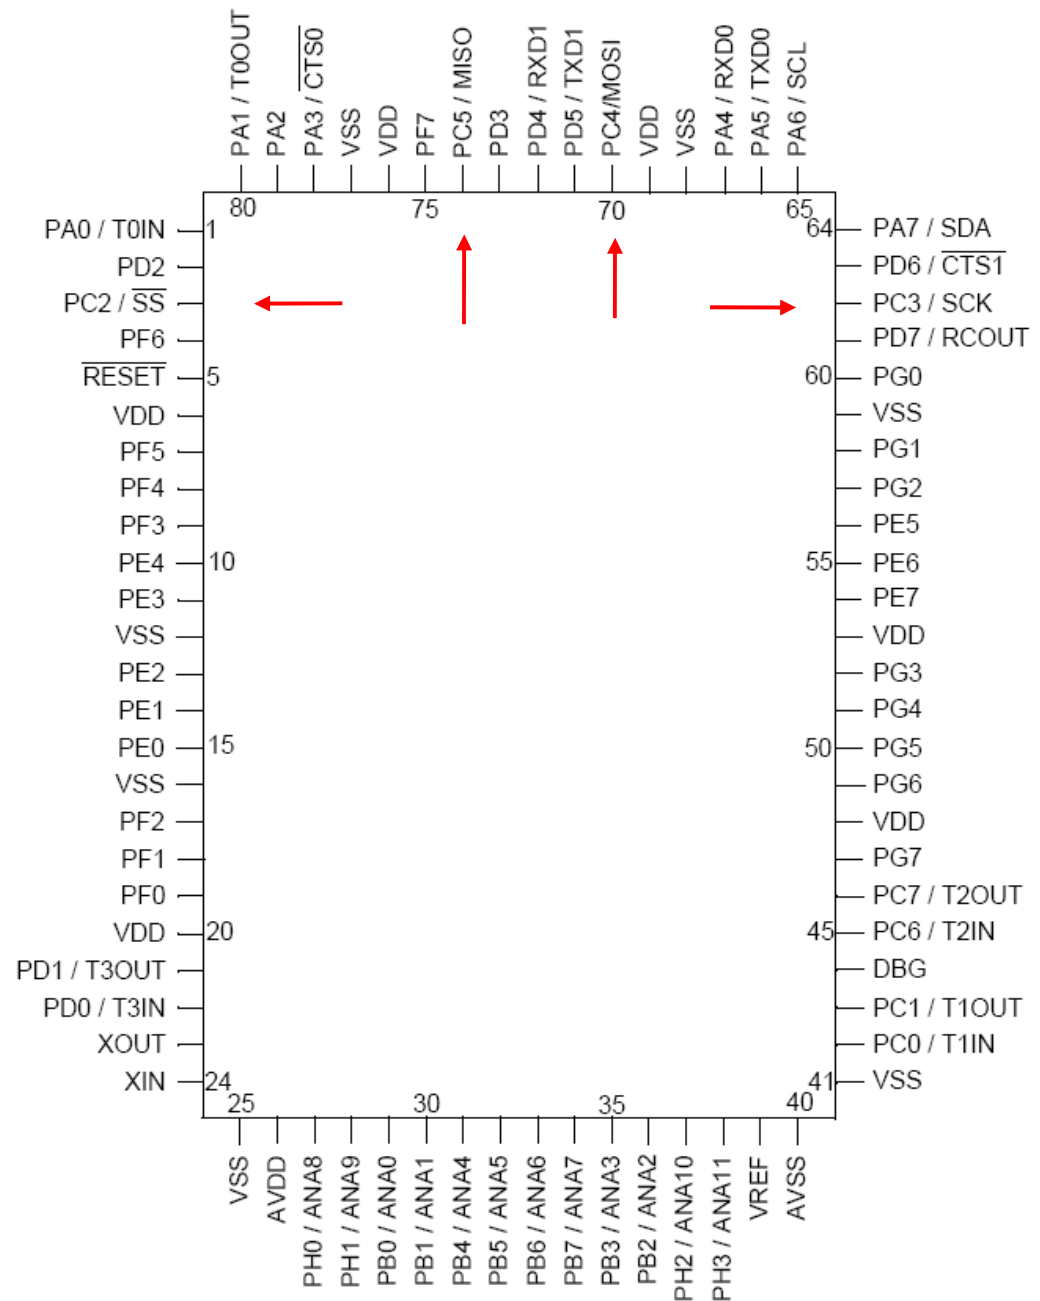 PA1 / T0OUT
PA2
PA3 / CTS0
VSS
VDD
PF7
PC5 / MISO
PD3
PD4 / RXD1
PD5 / TXD1
PC4/MOSI
VDD
VSS
PA4 / RXD0
PA5 / TXD0
PA6 / SCL
80
75
70
65
PA0 / T0IN
1
PD2
PC2 / SS
PF6
RESET
5
VDD
PF5
PF4
PF3
PE4
10
PE3
VSS
PE2
PE1
PE0
15
VSS
PF2
PF1
PF0
VDD
20
PD1 / T3OUT
PD0 / T3IN
XOUT
XIN
24
64
PA7 / SDA
PD6 / CTS1
PC3 / SCK
PD7 / RCOUT
60
PG0
VSS
PG1
PG2
PE5
55
PE6
PE7
VDD
PG3
PG4
50
PG5
PG6
VDD
PG7
PC7 / T2OUT
45
PC6 / T2IN
DBG
PC1 / T1OUT
PC0 / T1IN
41
VSS
25
30
35
40
VSS
AVDD
PH0 / ANA8
PH1 / ANA9
PB0 / ANA0
PB1 / ANA1
PB4 / ANA4
PB5 / ANA5
PB6 / ANA6
PB7 / ANA7
PB3 / ANA3
PB2 / ANA2
PH2 / ANA10
PH3 / ANA11
VREF
AVSS